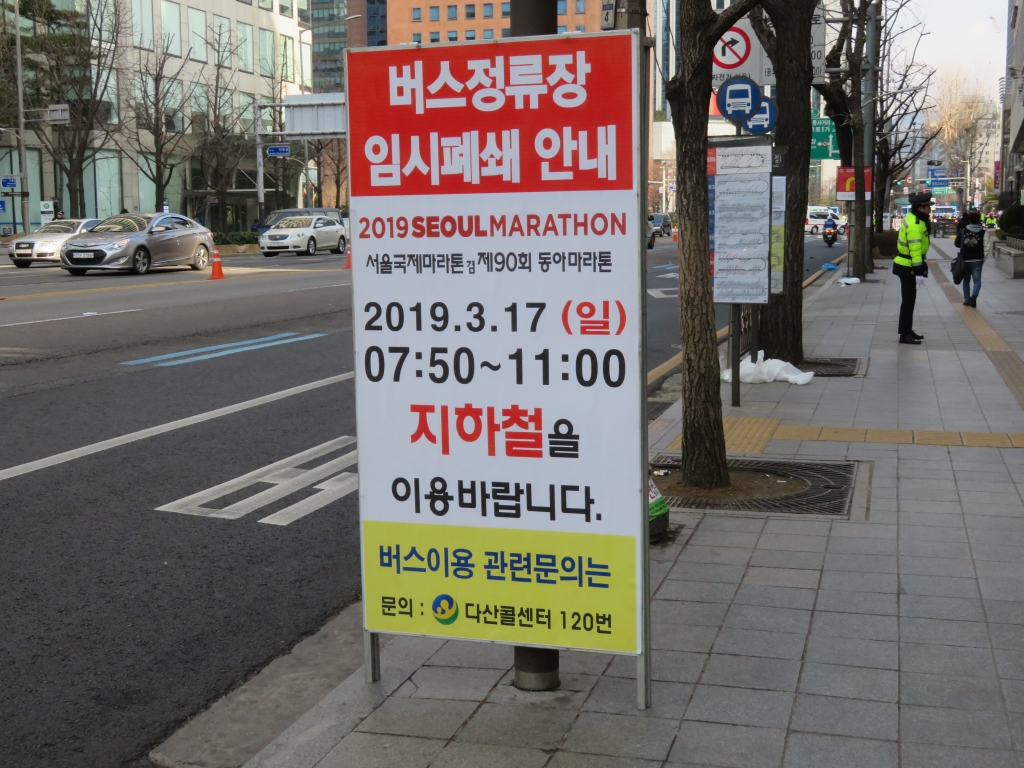 버스정류장
임시폐쇄 안내
2019 SEOUL MARATHON
서울국제마라톤 겸 제90회 동아마라톤
2019.3.17 (일)
07:50~11:00
지하철을
이용바랍니다.
버스이용 관련문의는
문의 : 다산콜센터 120번